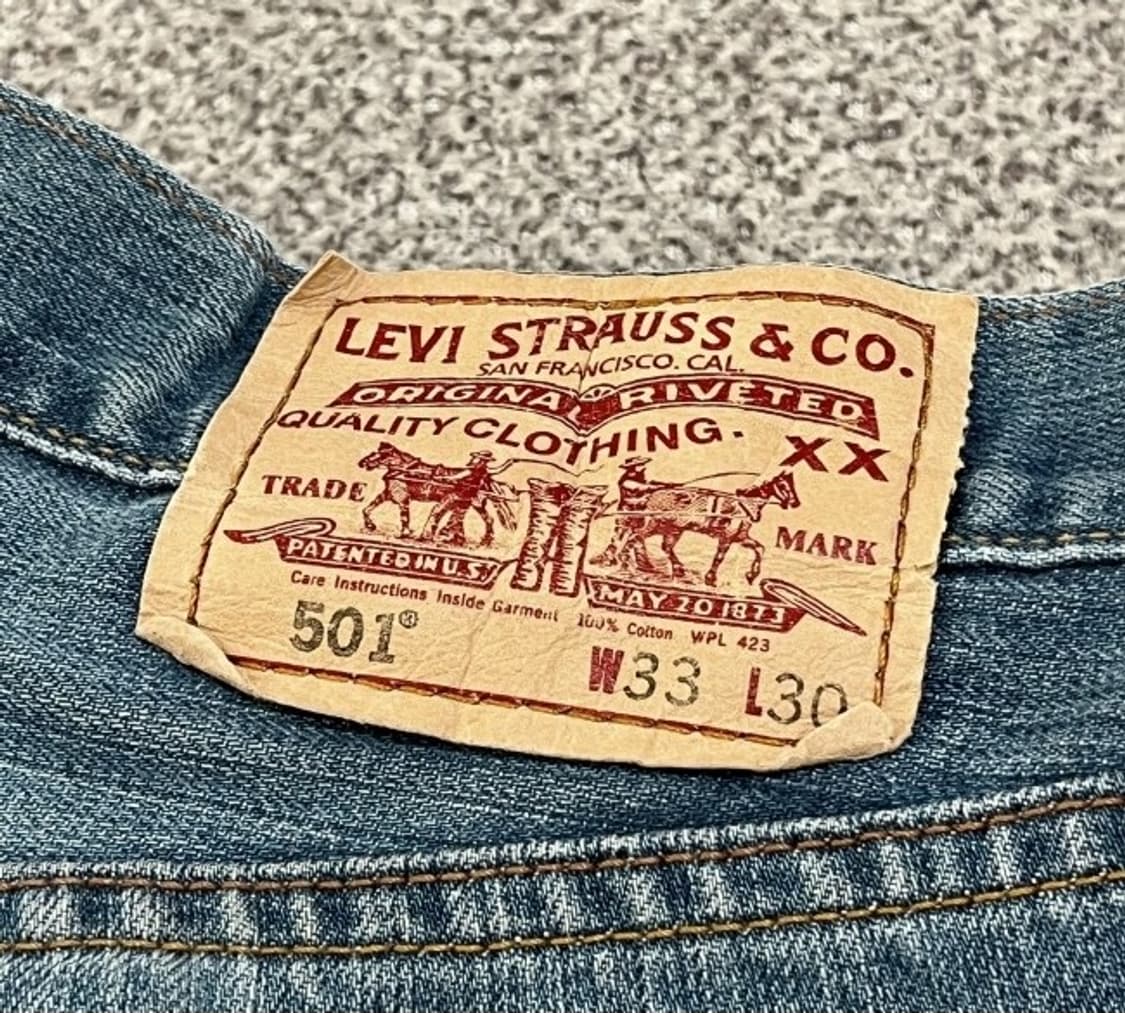 LEVI STRAUSS & CO.
SAN FRANCISCO. CAL.
ORIGINAL RIVETED
QUALITY CLOTHING. XX
TRADE MARK
PATENTED IN U.S. MAY 20 1873
Care Instructions Inside Garment 100% Cotton WPL 423
501® W33 L30